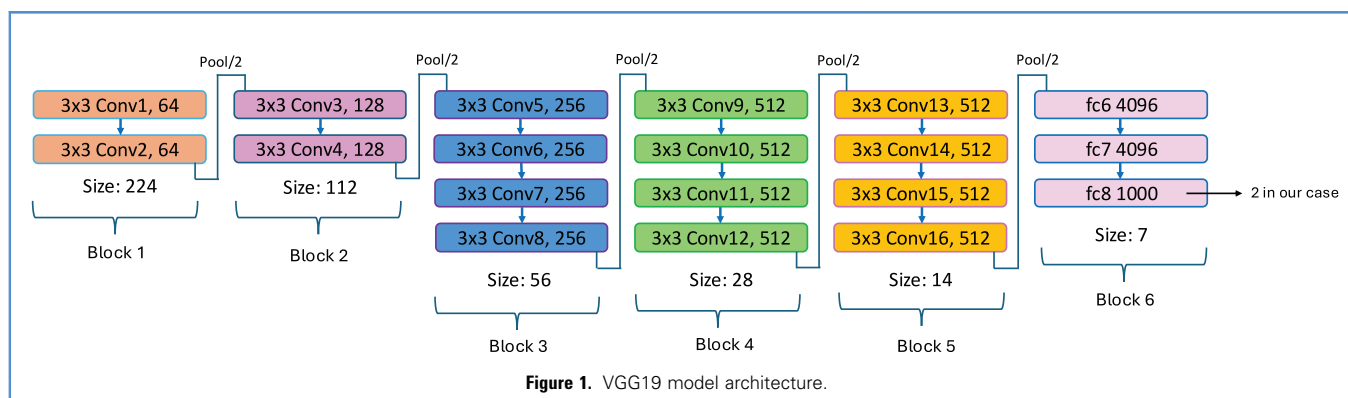 Pool/2
Pool/2
Pool/2
Pool/2
Pool/2
3x3 Conv1, 64
3x3 Conv2, 64
Size: 224
Block 1
3x3 Conv3, 128
3x3 Conv4, 128
Size: 112
Block 2
3x3 Conv5, 256
3x3 Conv6, 256
3x3 Conv7, 256
3x3 Conv8, 256
Size: 56
Block 3
3x3 Conv9, 512
3x3 Conv10, 512
3x3 Conv11, 512
3x3 Conv12, 512
Size: 28
Block 4
3x3 Conv13, 512
3x3 Conv14, 512
3x3 Conv15, 512
3x3 Conv16, 512
Size: 14
Block 5
fc6 4096
fc7 4096
fc8 1000
2 in our case
Size: 7
Block 6
Figure 1. VGG19 model architecture.